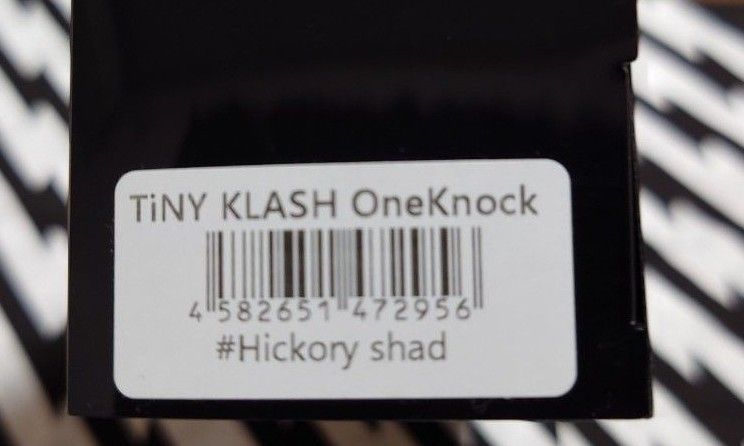 TiNY KLASH OneKnock
4 582651 472956
#Hickory shad